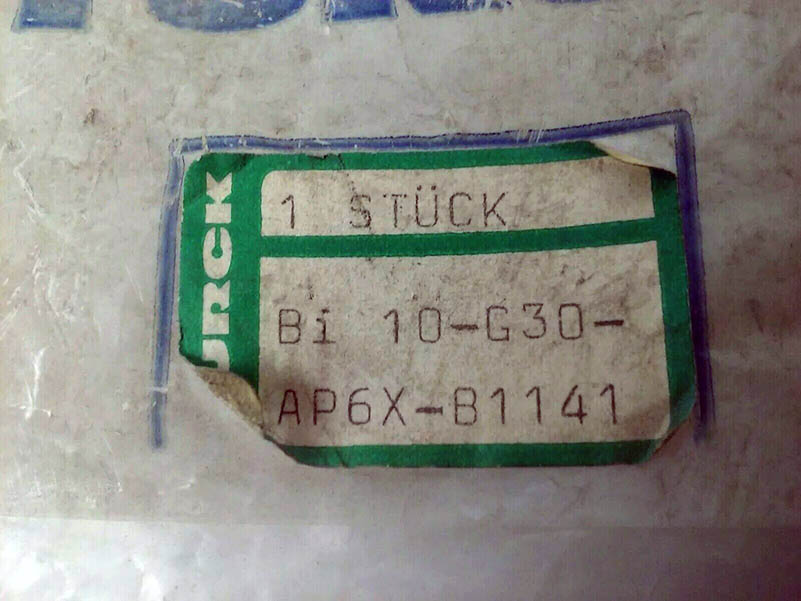 URCK
1 STÜCK
Bi 10-G30-
AP6X-B1141